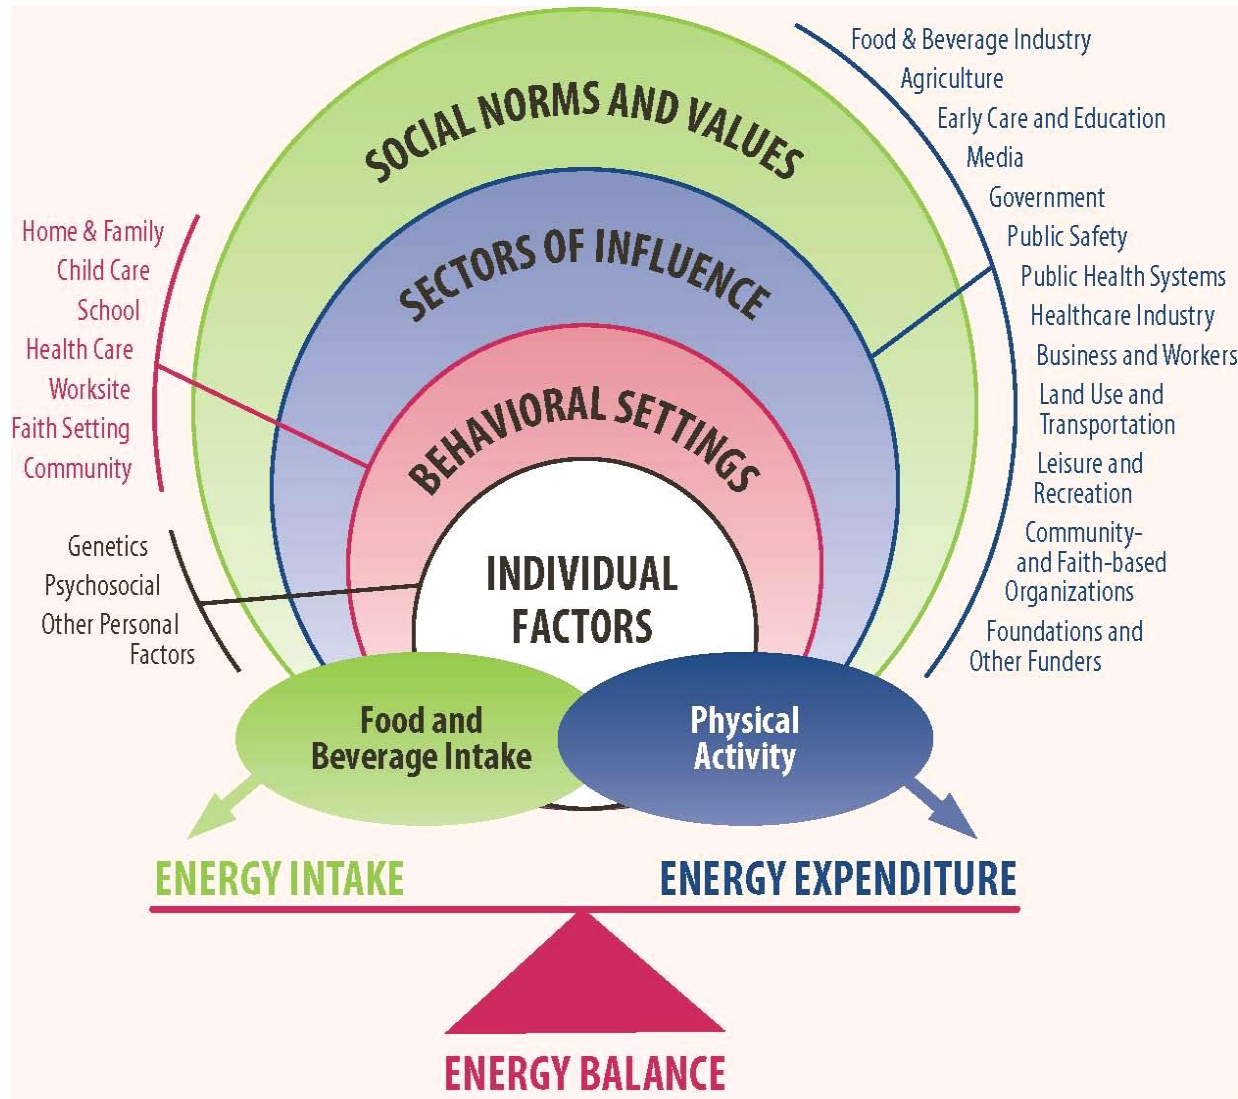 SOCIAL NORMS AND VALUES
SECTORS OF INFLUENCE
BEHAVIORAL SETTINGS
INDIVIDUAL
FACTORS
Home & Family
Child Care
School
Health Care
Worksite
Faith Setting
Community
Genetics
Psychosocial
Other Personal
Factors
Food & Beverage Industry
Agriculture
Early Care and Education
Media
Government
Public Safety
Public Health Systems
Healthcare Industry
Business and Workers
Land Use and
Transportation
Leisure and
Recreation
Community-
and Faith-based
Organizations
Foundations and
Other Funders
Food and
Beverage Intake
Physical
Activity
ENERGY INTAKE
ENERGY EXPENDITURE
ENERGY BALANCE